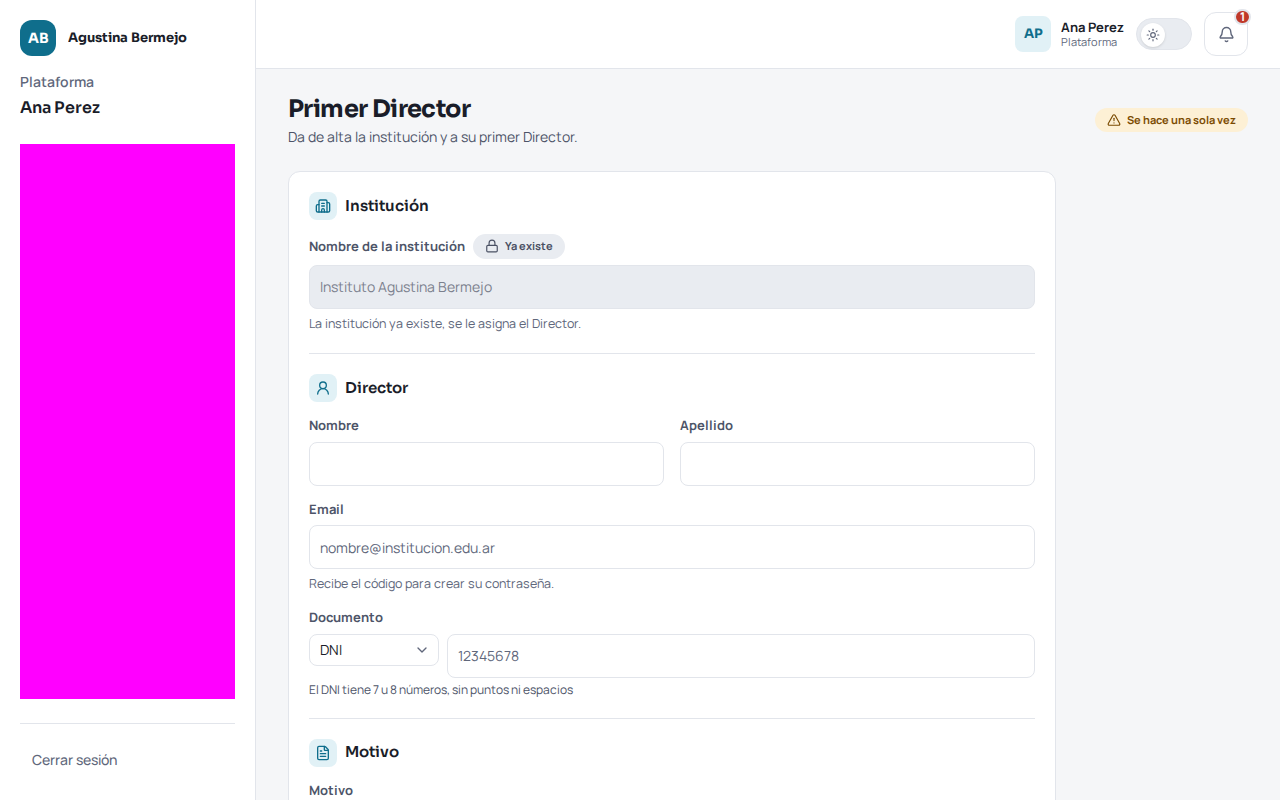 AB
Agustina Bermejo
Plataforma
Ana Perez
Cerrar sesión
AP
Ana Perez
Plataforma
1
Primer Director
Da de alta la institución y a su primer Director.
Se hace una sola vez
Institución
Nombre de la institución
Ya existe
Instituto Agustina Bermejo
La institución ya existe, se le asigna el Director.
Director
Nombre
Apellido
Email
nombre@institucion.edu.ar
Recibe el código para crear su contraseña.
Documento
DNI
12345678
El DNI tiene 7 u 8 números, sin puntos ni espacios
Motivo
Motivo